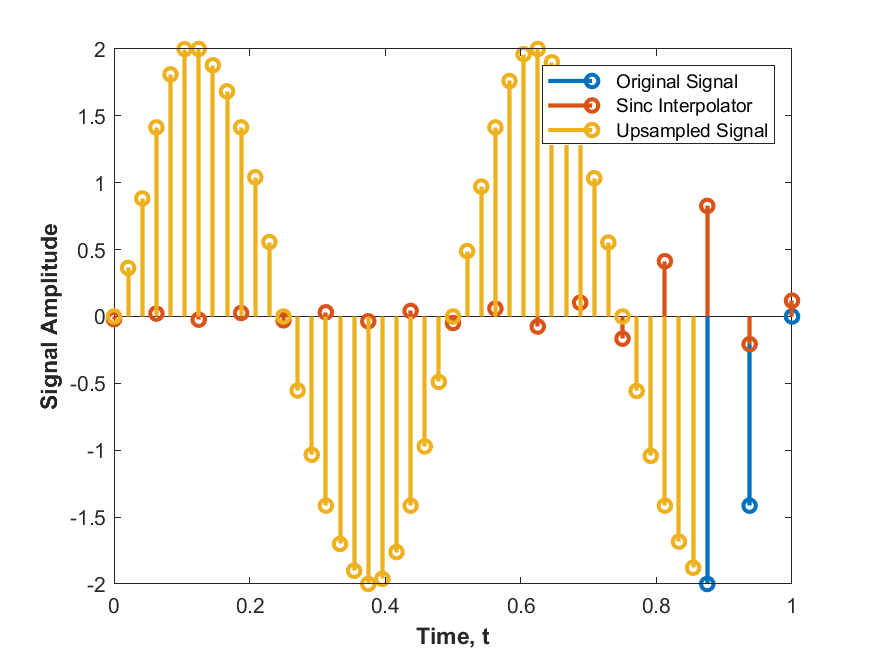 2
1.5
1
0.5
0
-0.5
-1
-1.5
-2
Signal Amplitude
Original Signal
Sinc Interpolator
Upsampled Signal
0 0.2 0.4 0.6 0.8 1
Time, t